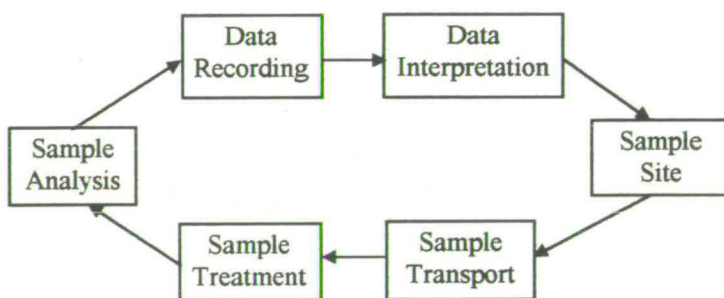 Data
Recording
Data
Interpretation
Sample
Analysis
Sample
Site
Sample
Treatment
Sample
Transport